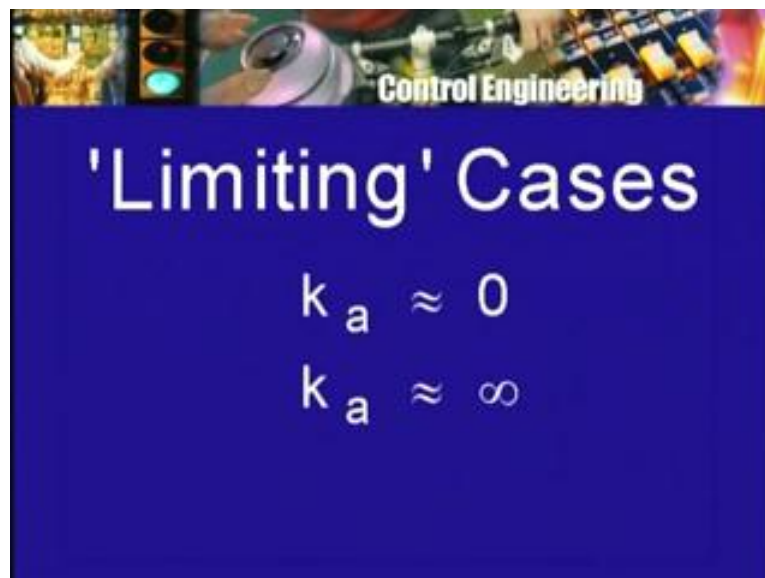 Control Engineering
'Limiting' Cases
k a ≈ 0
k a ≈ ∞